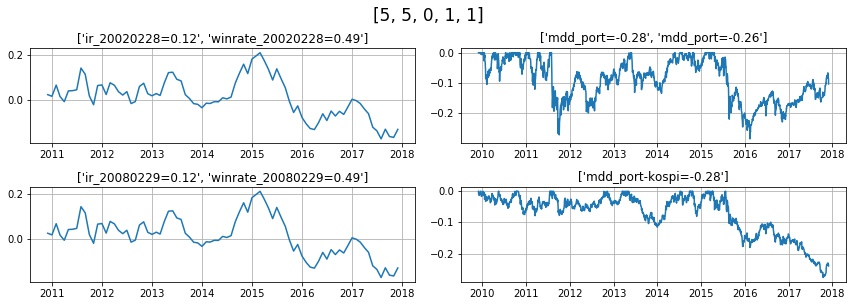 [5, 5, 0, 1, 1]
['ir_20020228=0.12', 'winrate_20020228=0.49']
0.2
0.0
2011 2012 2013 2014 2015 2016 2017 2018
['mdd_port=-0.28', 'mdd_port=-0.26']
0.0
−0.1
−0.2
2010 2011 2012 2013 2014 2015 2016 2017 2018
['ir_20080229=0.12', 'winrate_20080229=0.49']
0.2
0.0
2011 2012 2013 2014 2015 2016 2017 2018
['mdd_port-kospi=-0.28']
0.0
−0.1
−0.2
2010 2011 2012 2013 2014 2015 2016 2017 2018